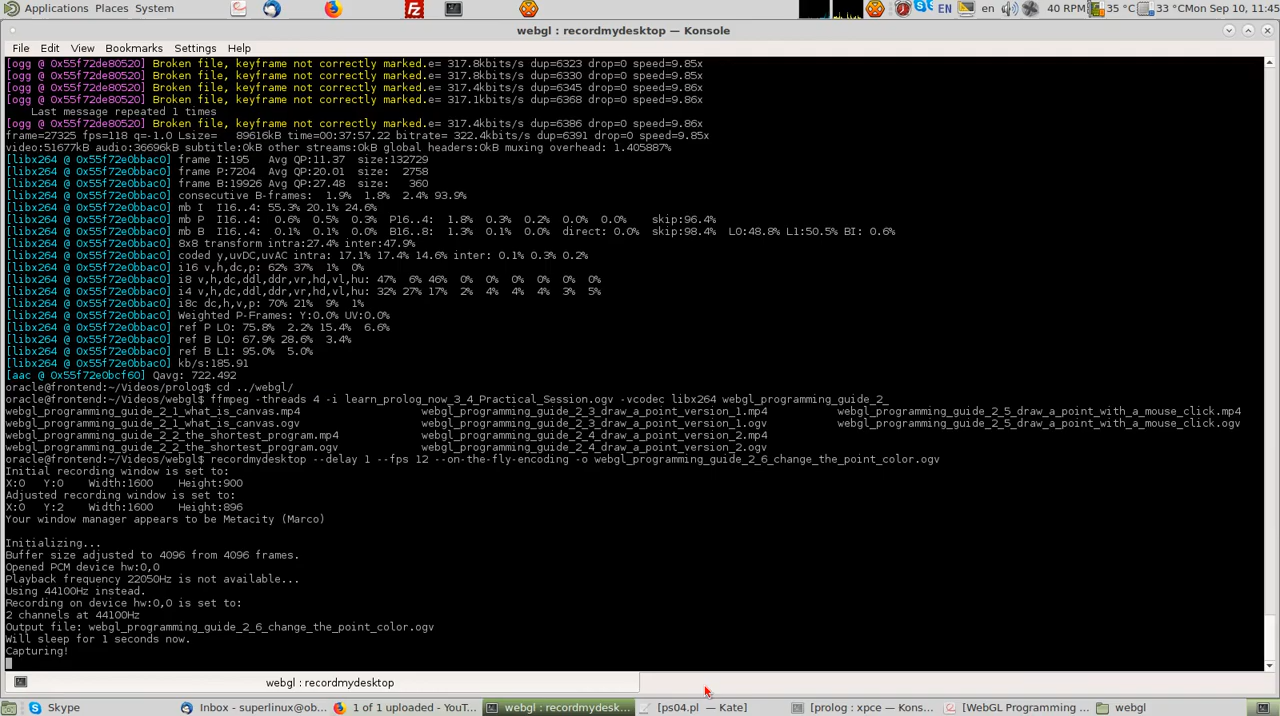 Applications Places System EN en 40 RPM 35 °C 33 °C Mon Sep 10, 11:45
webgl : recordmydesktop — Konsole
File Edit View Bookmarks Settings Help
[ogg @ 0x55f72de80520] Broken file, keyframe not correctly marked.e= 317.8kbits/s dup=6323 drop=0 speed=9.85x
[ogg @ 0x55f72de80520] Broken file, keyframe not correctly marked.e= 317.8kbits/s dup=6330 drop=0 speed=9.85x
[ogg @ 0x55f72de80520] Broken file, keyframe not correctly marked.e= 317.4kbits/s dup=6345 drop=0 speed=9.86x
[ogg @ 0x55f72de80520] Broken file, keyframe not correctly marked.e= 317.1kbits/s dup=6368 drop=0 speed=9.86x
Last message repeated 1 times
[ogg @ 0x55f72de80520] Broken file, keyframe not correctly marked.e= 317.4kbits/s dup=6386 drop=0 speed=9.86x
frame=27325 fps=118 q=-1.0 Lsize= 89616kB time=00:37:57.22 bitrate= 322.4kbits/s dup=6391 drop=0 speed=9.85x
video:51677kB audio:36696kB subtitle:0kB other streams:0kB global headers:0kB muxing overhead: 1.405887%
[libx264 @ 0x55f72e0bbac0] frame I:195 Avg QP:11.37 size:132729
[libx264 @ 0x55f72e0bbac0] frame P:7204 Avg QP:20.01 size: 2758
[libx264 @ 0x55f72e0bbac0] frame B:19926 Avg QP:27.48 size: 360
[libx264 @ 0x55f72e0bbac0] consecutive B-frames: 1.9% 1.8% 2.4% 93.9%
[libx264 @ 0x55f72e0bbac0] mb I I16..4: 55.3% 20.1% 24.6%
[libx264 @ 0x55f72e0bbac0] mb P I16..4: 0.6% 0.5% 0.3% P16..4: 1.8% 0.3% 0.2% 0.0% 0.0% skip:96.4%
[libx264 @ 0x55f72e0bbac0] mb B I16..4: 0.1% 0.1% 0.0% B16..8: 1.3% 0.1% 0.0% direct: 0.0% skip:98.4% L0:48.8% L1:50.5% BI: 0.6%
[libx264 @ 0x55f72e0bbac0] 8x8 transform intra:27.4% inter:47.9%
[libx264 @ 0x55f72e0bbac0] coded y,uvDC,uvAC intra: 17.1% 17.4% 14.6% inter: 0.1% 0.3% 0.2%
[libx264 @ 0x55f72e0bbac0] i16 v,h,dc,p: 62% 37% 1% 0%
[libx264 @ 0x55f72e0bbac0] i8 v,h,dc,ddl,ddr,vr,hd,vl,hu: 47% 6% 46% 0% 0% 0% 0% 0% 0%
[libx264 @ 0x55f72e0bbac0] i4 v,h,dc,ddl,ddr,vr,hd,vl,hu: 32% 27% 17% 2% 4% 4% 4% 3% 5%
[libx264 @ 0x55f72e0bbac0] i8c dc,h,v,p: 70% 21% 9% 1%
[libx264 @ 0x55f72e0bbac0] Weighted P-Frames: Y:0.0% UV:0.0%
[libx264 @ 0x55f72e0bbac0] ref P L0: 75.8% 2.2% 15.4% 6.6%
[libx264 @ 0x55f72e0bbac0] ref B L0: 67.9% 28.6% 3.4%
[libx264 @ 0x55f72e0bbac0] ref B L1: 95.0% 5.0%
[libx264 @ 0x55f72e0bbac0] kb/s:185.91
[aac @ 0x55f72e0bcf60] Qavg: 722.492
oracle@frontend:~/Videos/prolog$ cd ../webgl/
oracle@frontend:~/Videos/webgl$ ffmpeg -threads 4 -i learn_prolog_now_3_4_Practical_Session.ogv -vcodec libx264 webgl_programming_guide_2_
webgl_programming_guide_2_1_what_is_canvas.mp4 webgl_programming_guide_2_3_draw_a_point_version_1.mp4 webgl_programming_guide_2_5_draw_a_point_with_a_mouse_click.mp4
webgl_programming_guide_2_1_what_is_canvas.ogv webgl_programming_guide_2_3_draw_a_point_version_1.ogv webgl_programming_guide_2_5_draw_a_point_with_a_mouse_click.ogv
webgl_programming_guide_2_2_the_shortest_program.mp4 webgl_programming_guide_2_4_draw_a_point_version_2.mp4
webgl_programming_guide_2_2_the_shortest_program.ogv webgl_programming_guide_2_4_draw_a_point_version_2.ogv
oracle@frontend:~/Videos/webgl$ recordmydesktop --delay 1 --fps 12 --on-the-fly-encoding -o webgl_programming_guide_2_6_change_the_point_color.ogv
Initial recording window is set to:
X:0 Y:0 Width:1600 Height:900
Adjusted recording window is set to:
X:0 Y:2 Width:1600 Height:896
Your window manager appears to be Metacity (Marco)
Initializing...
Buffer size adjusted to 4096 from 4096 frames.
Opened PCM device hw:0,0
Playback frequency 22050Hz is not available...
Using 44100Hz instead.
Recording on device hw:0,0 is set to:
2 channels at 44100Hz
Output file: webgl_programming_guide_2_6_change_the_point_color.ogv
Will sleep for 1 seconds now.
Capturing!
webgl : recordmydesktop
Skype Inbox - superlinux@ob... 1 of 1 uploaded - YouT... webgl : recordmydesk... [ps04.pl — Kate] [prolog : xpce — Kons... [WebGL Programming ... webgl